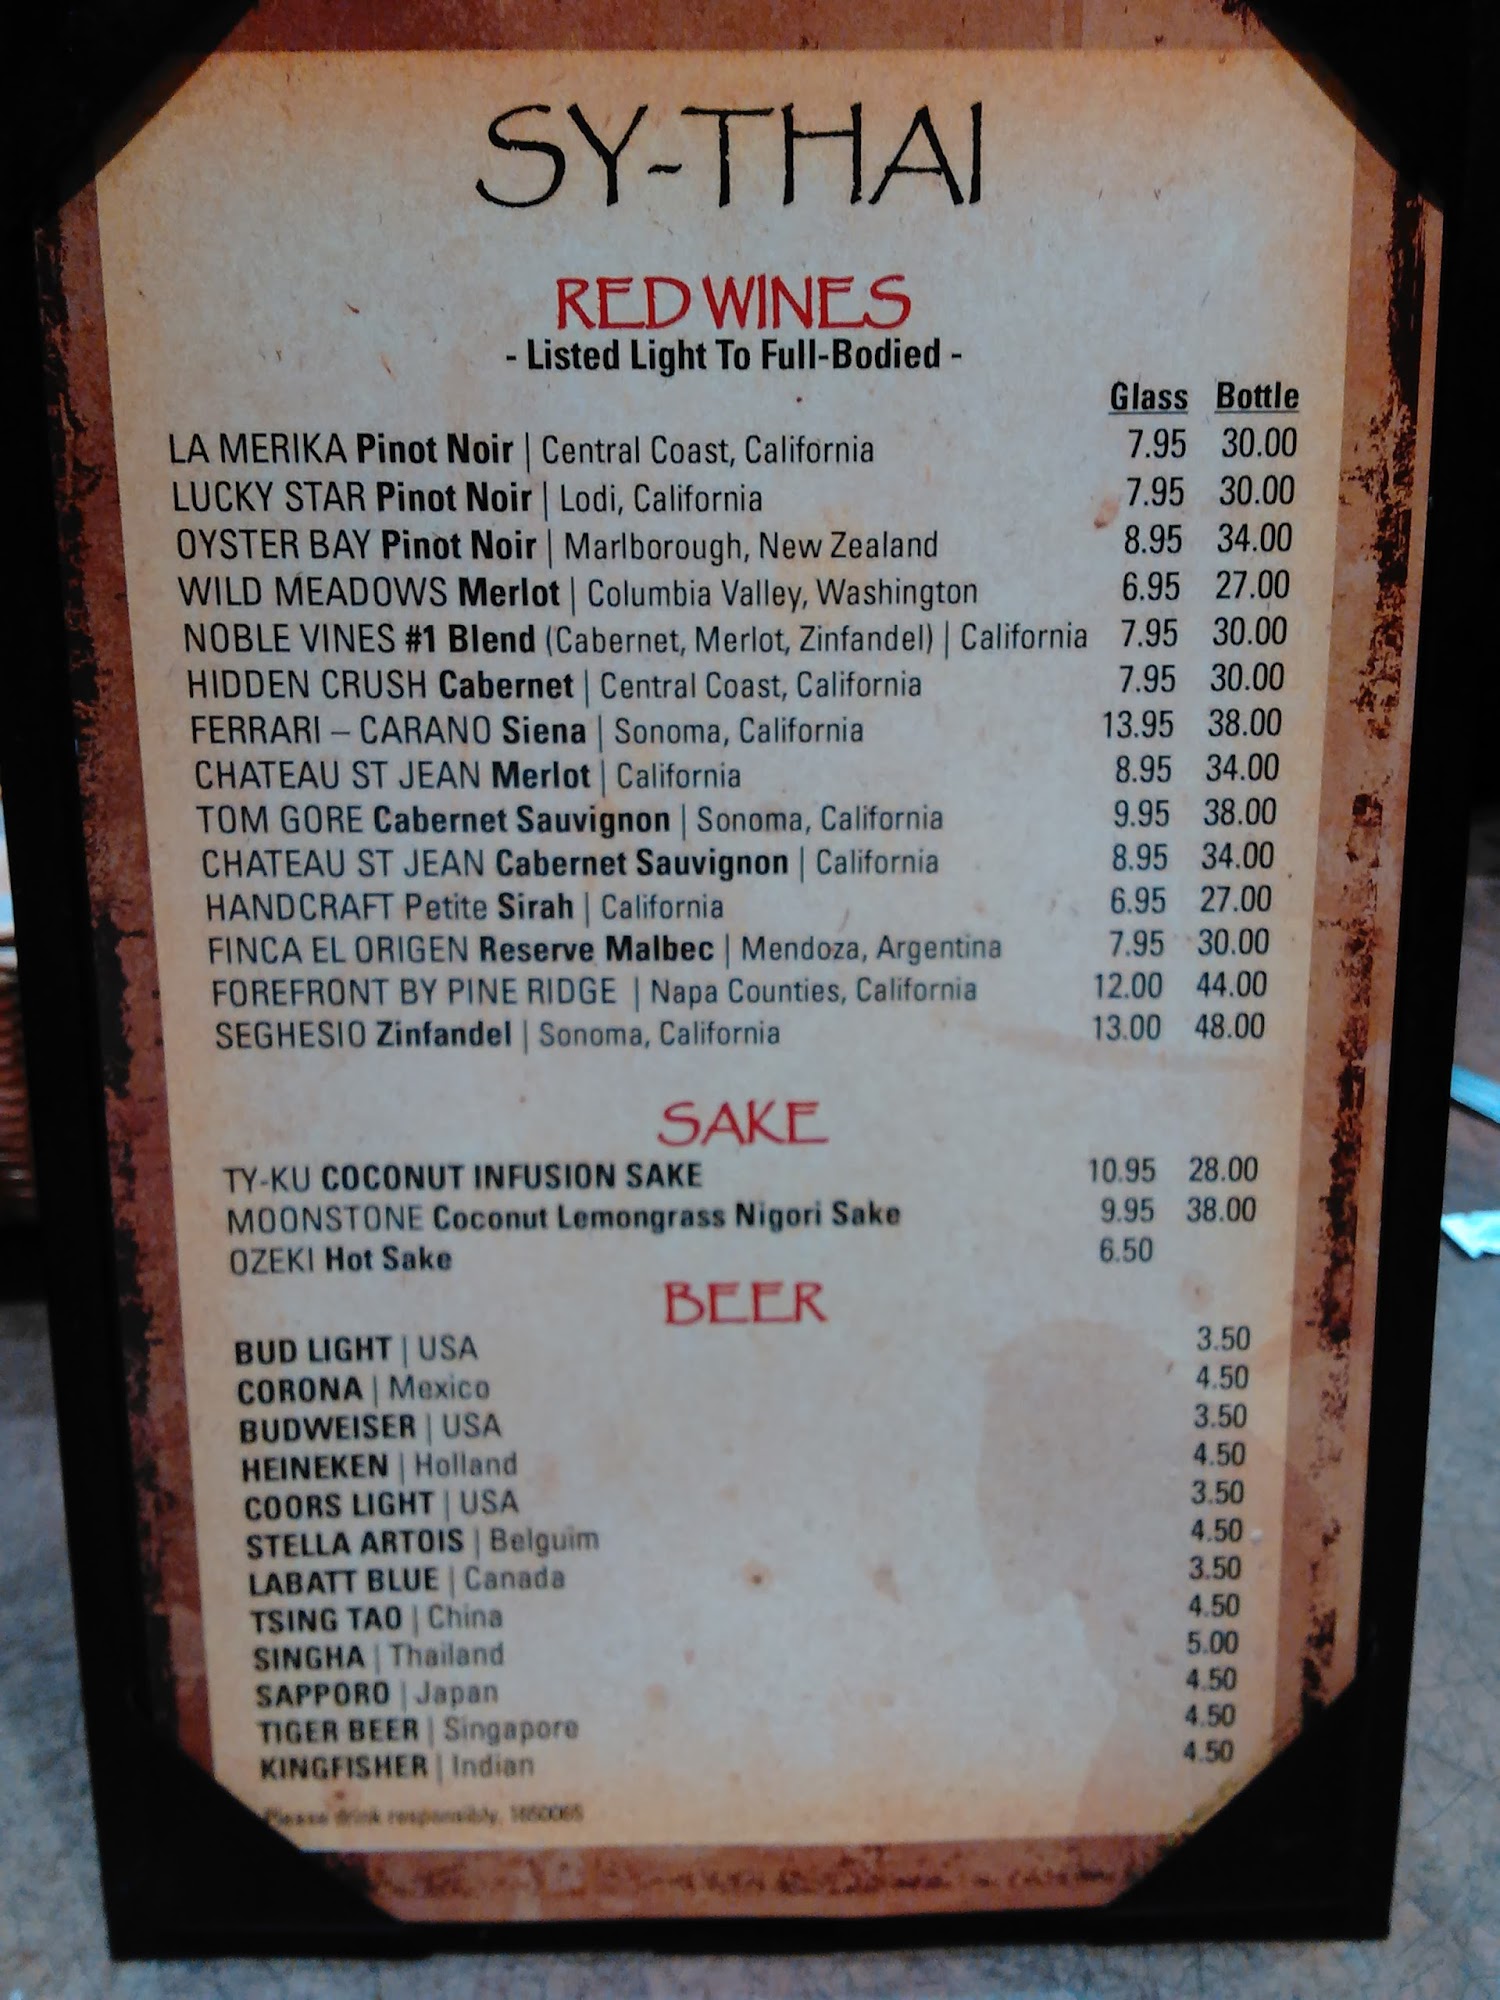 SY-THAI
RED WINES
- Listed Light To Full-Bodied -
Glass Bottle
LA MERIKA Pinot Noir | Central Coast, California 7.95 30.00
LUCKY STAR Pinot Noir | Lodi, California 7.95 30.00
OYSTER BAY Pinot Noir | Marlborough, New Zealand 8.95 34.00
WILD MEADOWS Merlot | Columbia Valley, Washington 6.95 27.00
NOBLE VINES #1 Blend (Cabernet, Merlot, Zinfandel) | California 7.95 30.00
HIDDEN CRUSH Cabernet | Central Coast, California 7.95 30.00
FERRARI – CARANO Siena | Sonoma, California 13.95 38.00
CHATEAU ST JEAN Merlot | California 8.95 34.00
TOM GORE Cabernet Sauvignon | Sonoma, California 9.95 38.00
CHATEAU ST JEAN Cabernet Sauvignon | California 8.95 34.00
HANDCRAFT Petite Sirah | California 6.95 27.00
FINCA EL ORIGEN Reserve Malbec | Mendoza, Argentina 7.95 30.00
FOREFRONT BY PINE RIDGE | Napa Counties, California 12.00 44.00
SEGHESIO Zinfandel | Sonoma, California 13.00 48.00
SAKE
TY-KU COCONUT INFUSION SAKE 10.95 28.00
MOONSTONE Coconut Lemongrass Nigori Sake 9.95 38.00
OZEKI Hot Sake 6.50
BEER
BUD LIGHT | USA 3.50
CORONA | Mexico 4.50
BUDWEISER | USA 3.50
HEINEKEN | Holland 4.50
COORS LIGHT | USA 3.50
STELLA ARTOIS | Belguim 4.50
LABATT BLUE | Canada 3.50
TSING TAO | China 4.50
SINGHA | Thailand 5.00
SAPPORO | Japan 4.50
TIGER BEER | Singapore 4.50
KINGFISHER | Indian 4.50
Please drink responsibly, 1650065